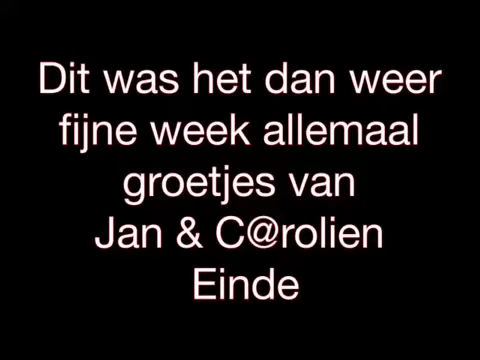 Dit was het dan weer
fijne week allemaal
groetjes van
Jan & C@rolien
Einde